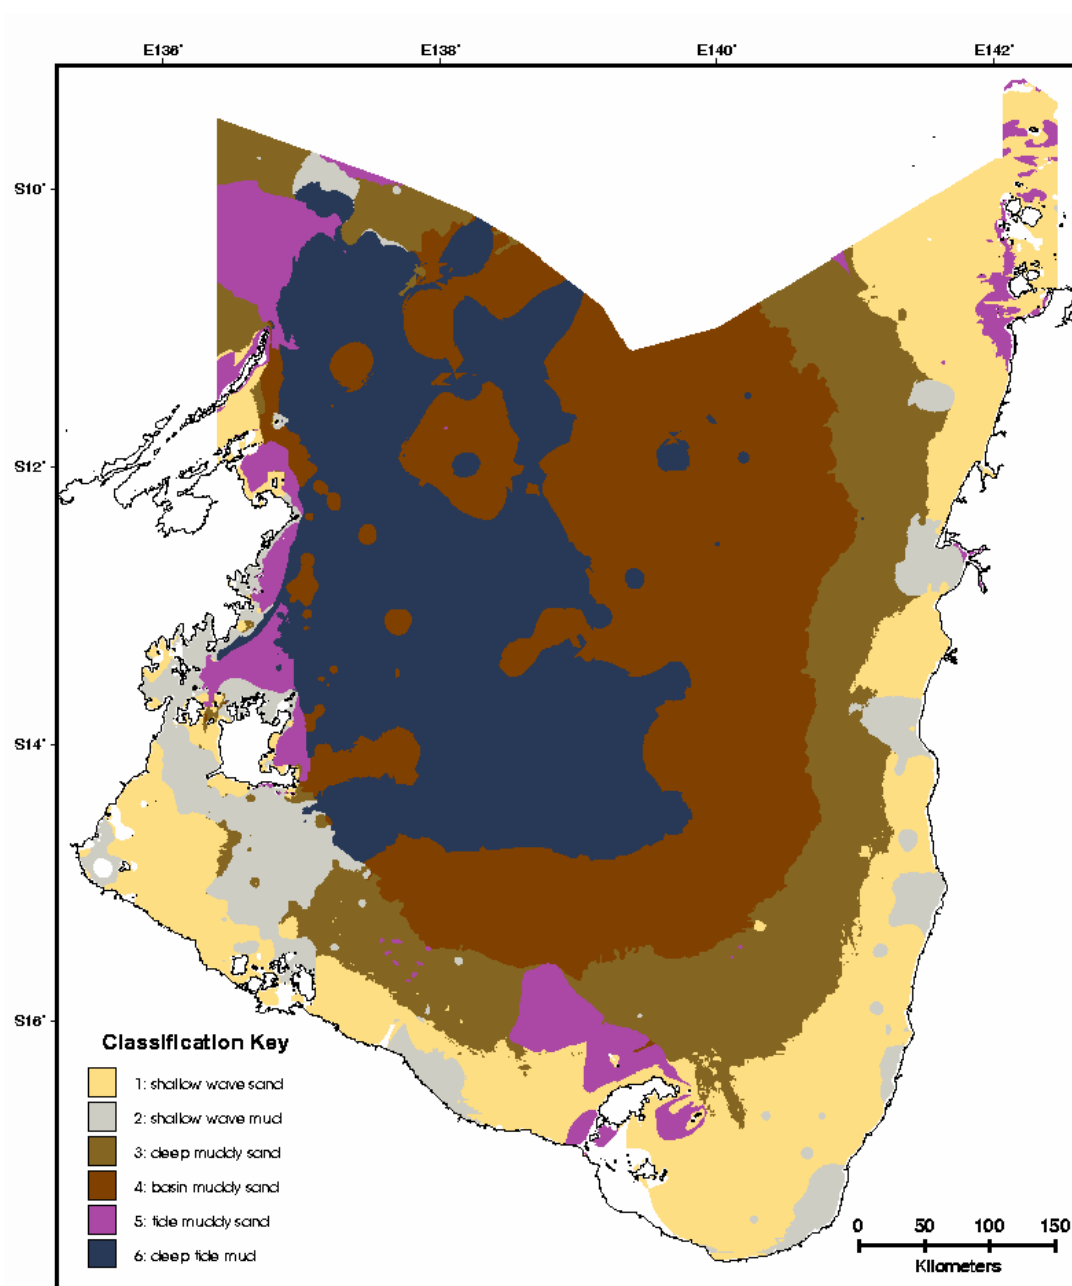 E136° E138° E140° E142°
S10°
S12°
S14°
S16°
Classification Key
1: shallow wave sand
2: shallow wave mud
3: deep muddy sand
4: basin muddy sand
5: tide muddy sand
6: deep tide mud
0 50 100 150
Kilometers